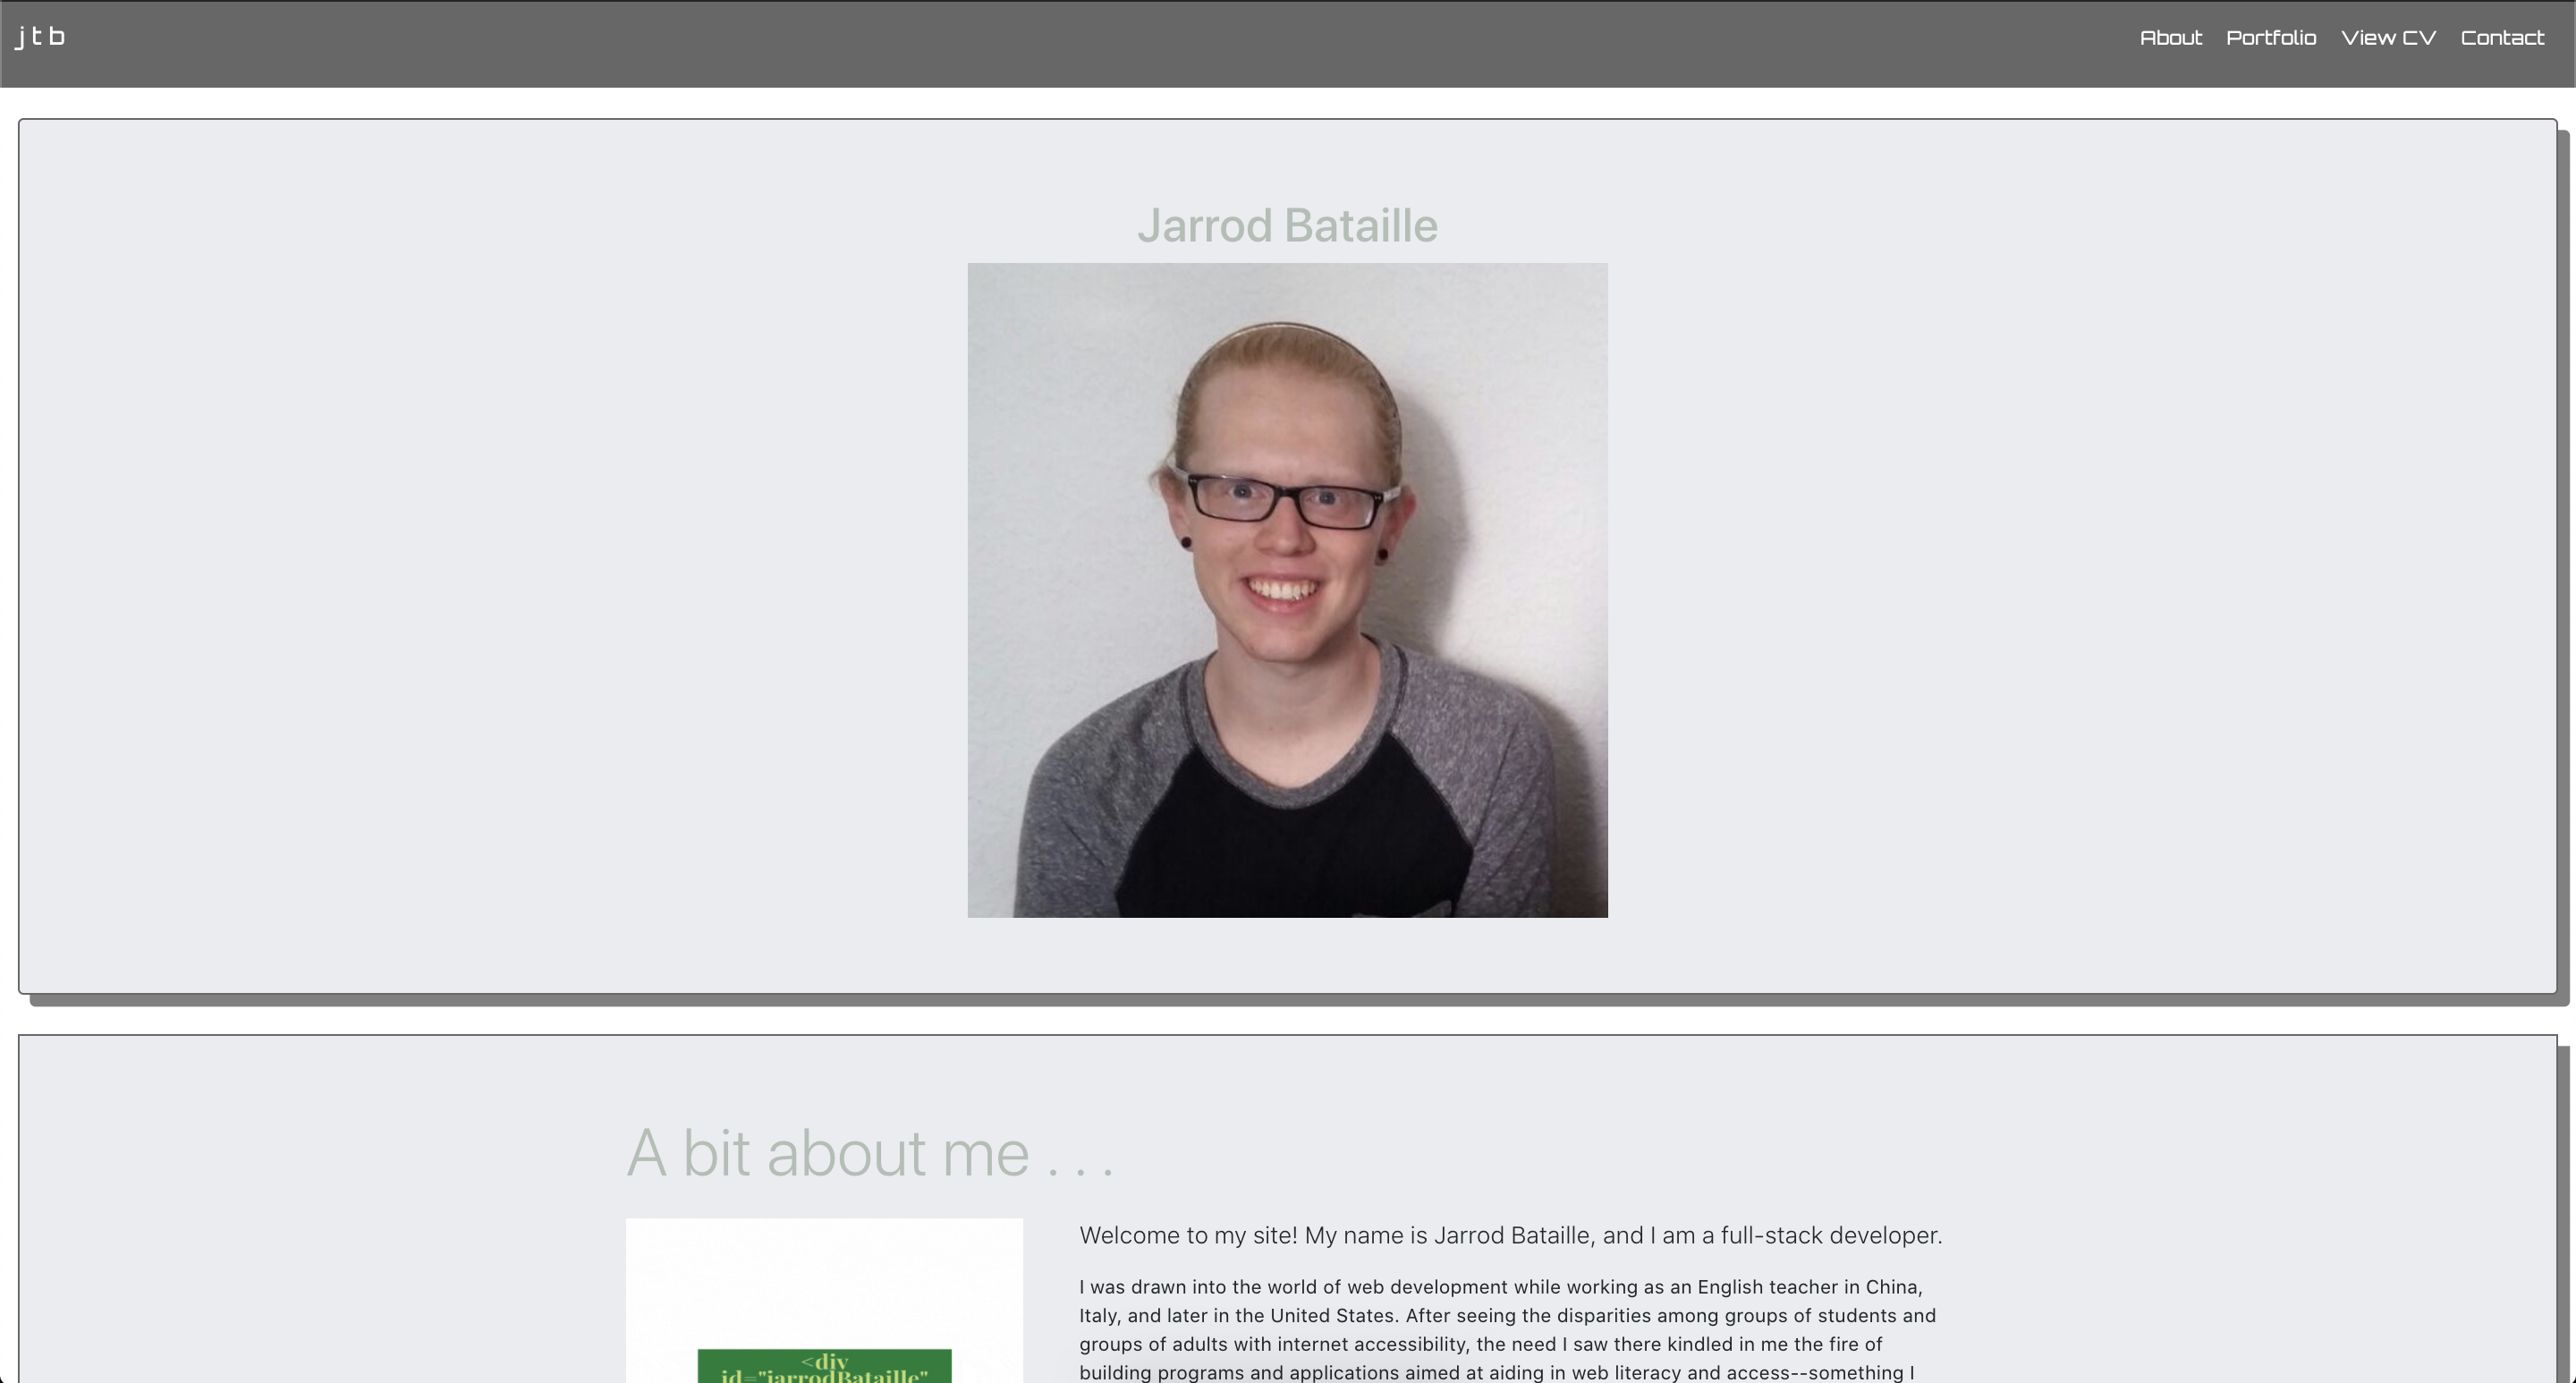 jtb
About Portfolio View CV Contact
Jarrod Bataille
A bit about me . . .
Welcome to my site! My name is Jarrod Bataille, and I am a full-stack developer.
I was drawn into the world of web development while working as an English teacher in China,
Italy, and later in the United States. After seeing the disparities among groups of students and
groups of adults with internet accessibility, the need I saw there kindled in me the fire of
building programs and applications aimed at aiding in web literacy and access--something I
<div
id="jarrodBataille"